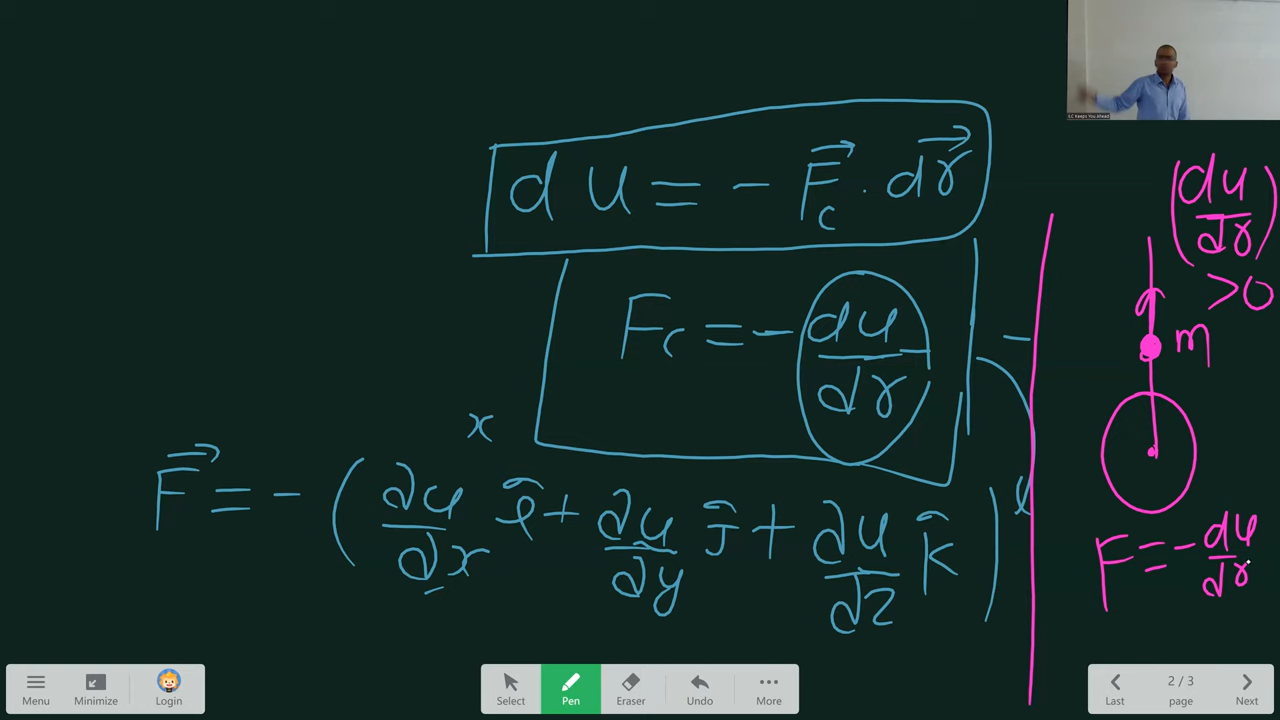 dU = - F⃗c . dr⃗
Fc = - du/dr
x
F⃗ = - (∂u/∂x î + ∂u/∂y ĵ + ∂u/∂z k̂)
(du/dr)
>0
m
F = - du/dr
Menu
Minimize
Login
Select
Pen
Eraser
Undo
More
Last
2 / 3
page
Next